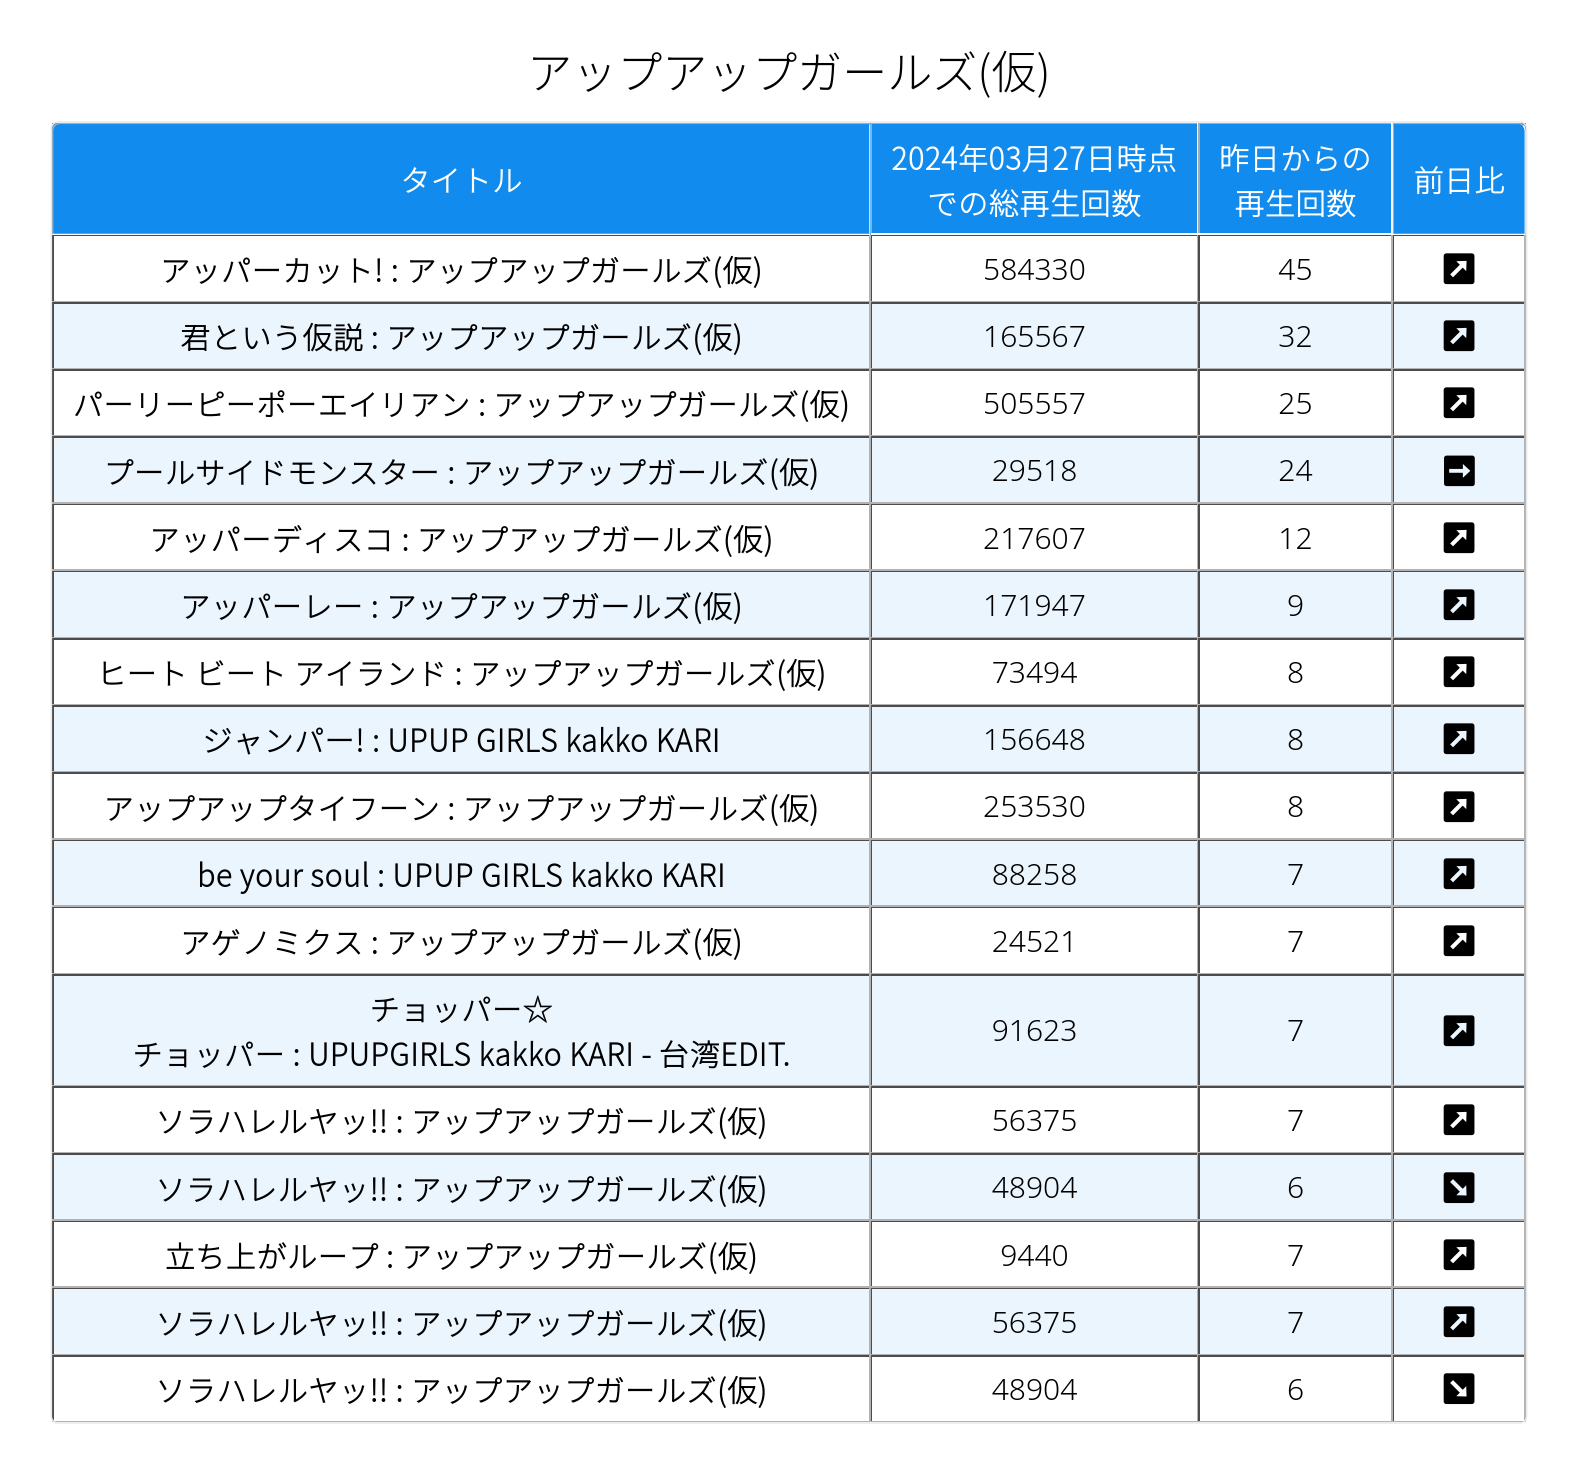 アップアップガールズ(仮)
タイトル
2024年03月27日時点
での総再生回数
昨日からの
再生回数
前日比
アッパーカット! : アップアップガールズ(仮) 584330 45 ↗
君という仮説 : アップアップガールズ(仮) 165567 32 ↗
パーリーピーポーエイリアン : アップアップガールズ(仮) 505557 25 ↗
プールサイドモンスター : アップアップガールズ(仮) 29518 24 →
アッパーディスコ : アップアップガールズ(仮) 217607 12 ↗
アッパーレー : アップアップガールズ(仮) 171947 9 ↗
ヒート ビート アイランド : アップアップガールズ(仮) 73494 8 ↗
ジャンパー! : UPUP GIRLS kakko KARI 156648 8 ↗
アップアップタイフーン : アップアップガールズ(仮) 253530 8 ↗
be your soul : UPUP GIRLS kakko KARI 88258 7 ↗
アゲノミクス : アップアップガールズ(仮) 24521 7 ↗
チョッパー☆
チョッパー : UPUPGIRLS kakko KARI - 台湾EDIT. 91623 7 ↗
ソラハレルヤッ!! : アップアップガールズ(仮) 56375 7 ↗
ソラハレルヤッ!! : アップアップガールズ(仮) 48904 6 ↘
立ち上がループ : アップアップガールズ(仮) 9440 7 ↗
ソラハレルヤッ!! : アップアップガールズ(仮) 56375 7 ↗
ソラハレルヤッ!! : アップアップガールズ(仮) 48904 6 ↘